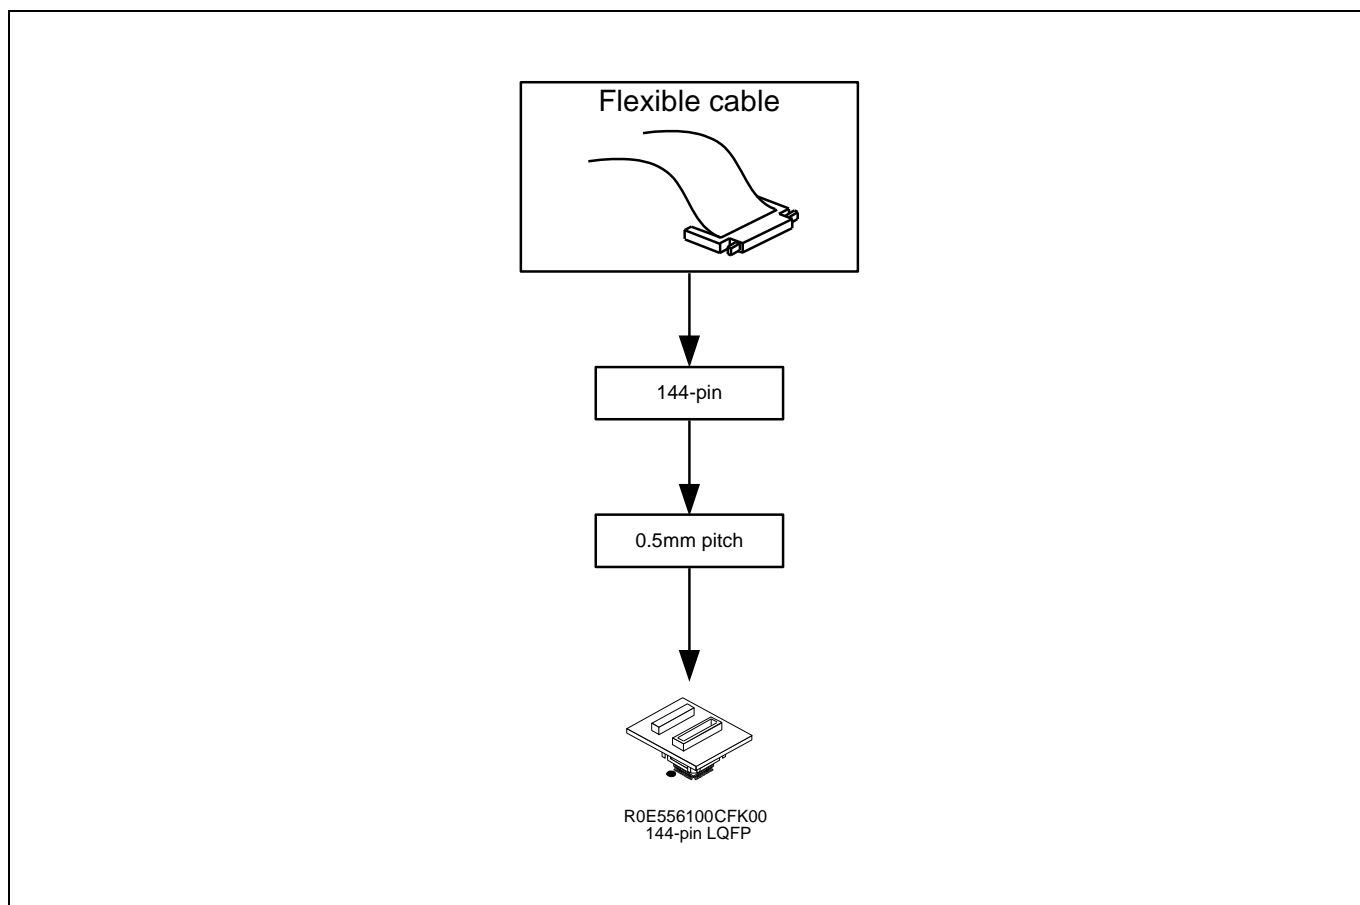 Flexible cable
144-pin
0.5mm pitch
R0E556100CFK00
144-pin LQFP